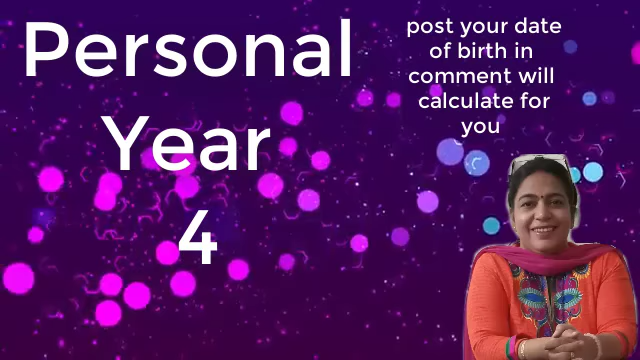 Personal
Year
4
post your date
of birth in
comment will
calculate for
you